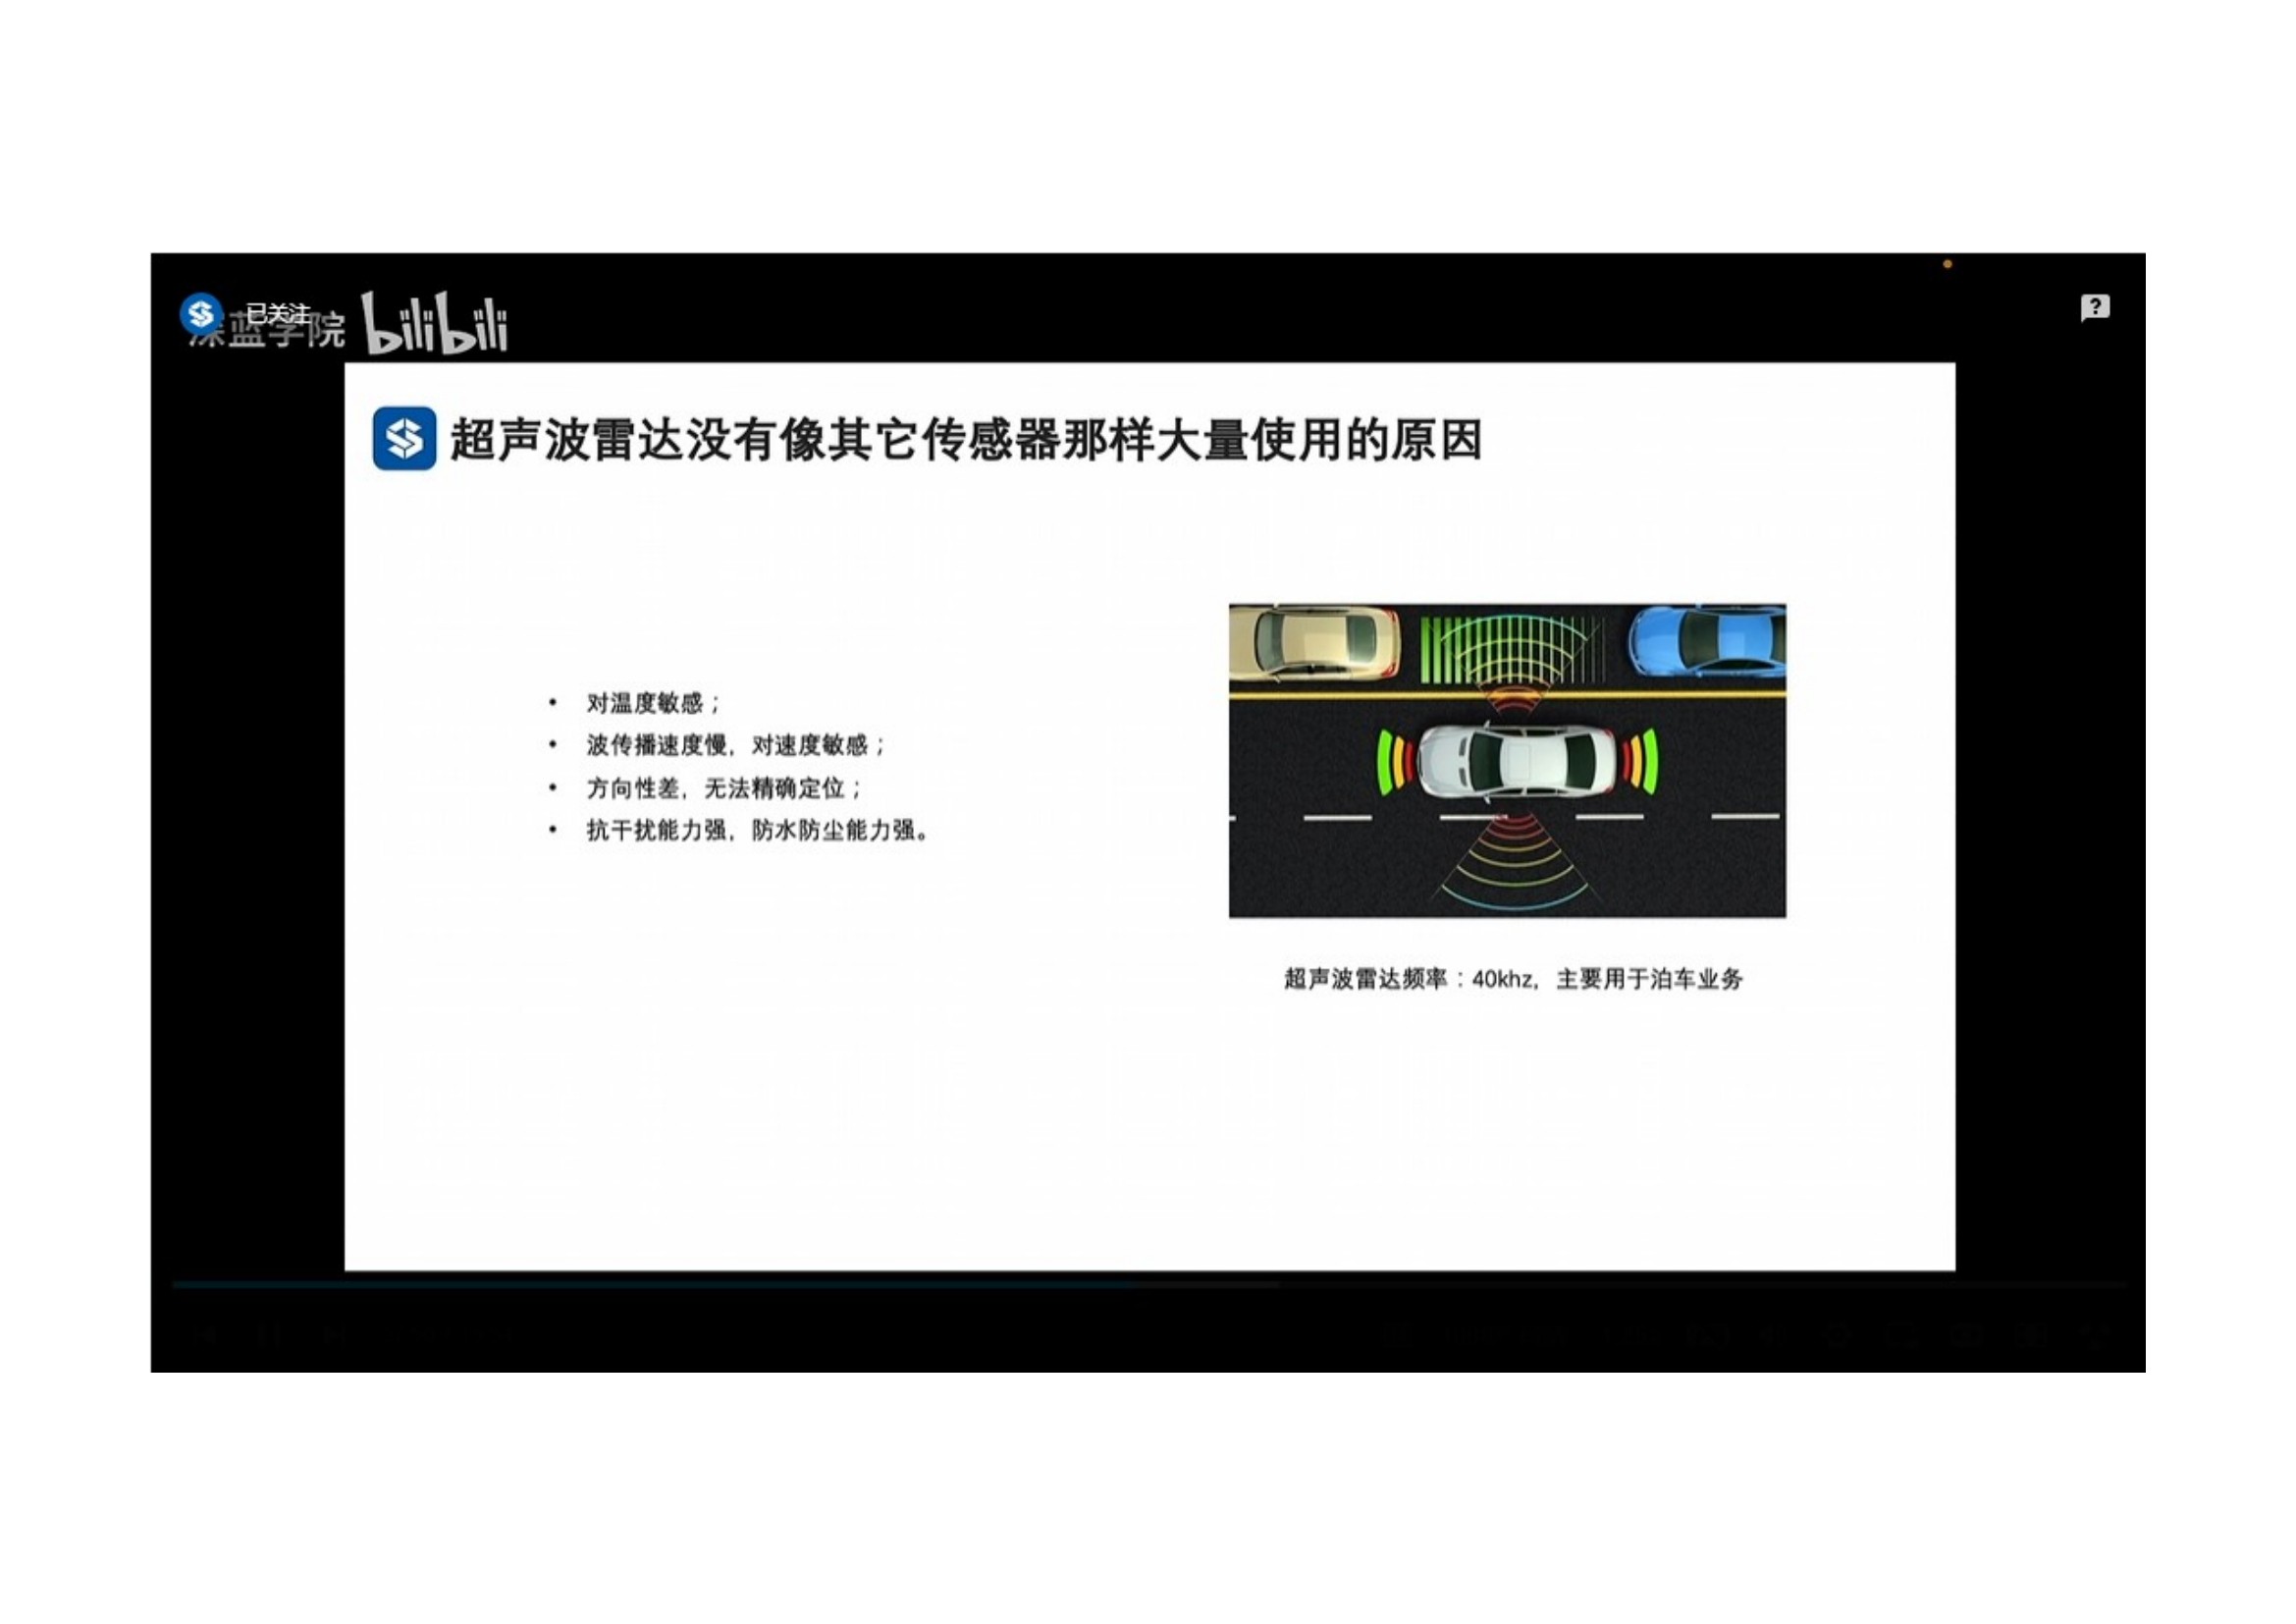 已关注
深蓝学院 bilibili
超声波雷达没有像其它传感器那样大量使用的原因
• 对温度敏感；
• 波传播速度慢，对速度敏感；
• 方向性差，无法精确定位；
• 抗干扰能力强，防水防尘能力强。
超声波雷达频率：40khz，主要用于泊车业务